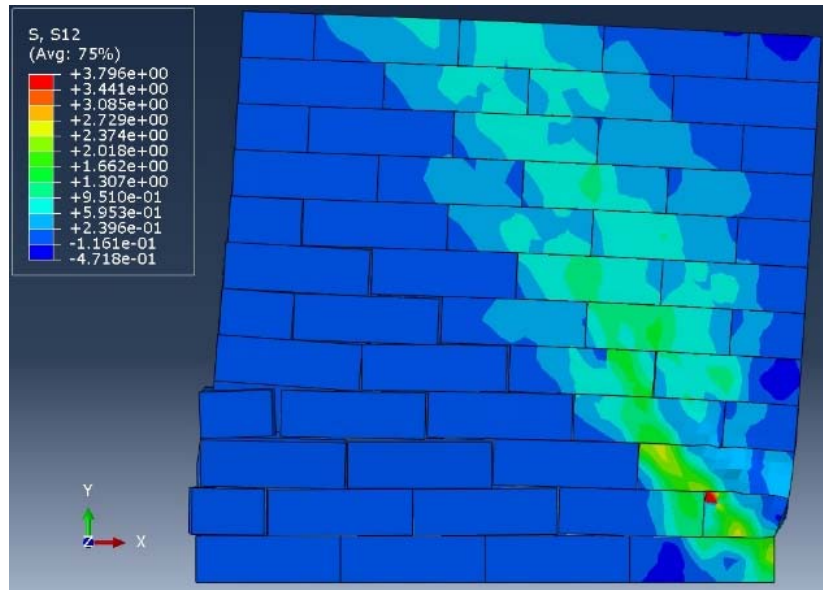 S, S12
(Avg: 75%)
+3.796e+00
+3.441e+00
+3.085e+00
+2.729e+00
+2.374e+00
+2.018e+00
+1.662e+00
+1.307e+00
+9.510e-01
+5.953e-01
+2.396e-01
-1.161e-01
-4.718e-01
Y
Z
X